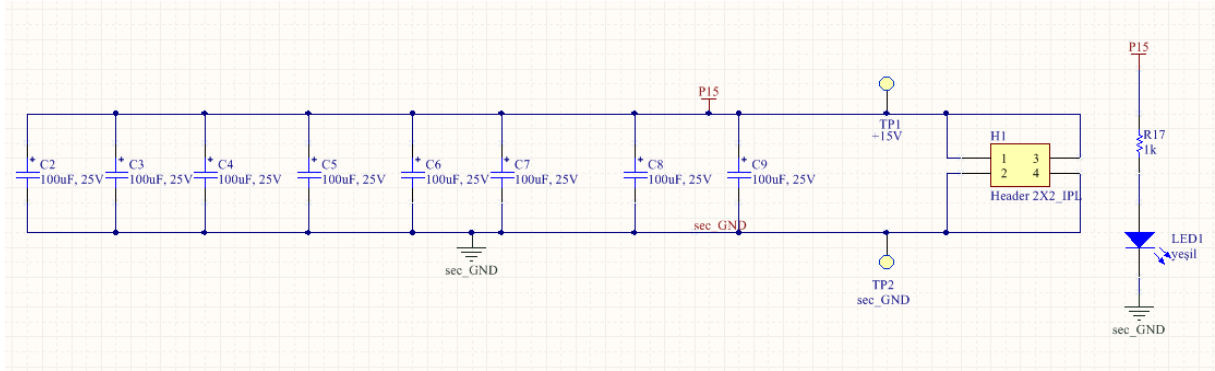 P15
P15
TP1
+15V
H1
R17
1k
C2
100uF, 25V
C3
100uF, 25V
C4
100uF, 25V
C5
100uF, 25V
C6
100uF, 25V
C7
100uF, 25V
C8
100uF, 25V
C9
100uF, 25V
1 3
2 4
Header 2X2_IPL
sec_GND
sec_GND
TP2
sec_GND
LED1
yeşil
sec_GND